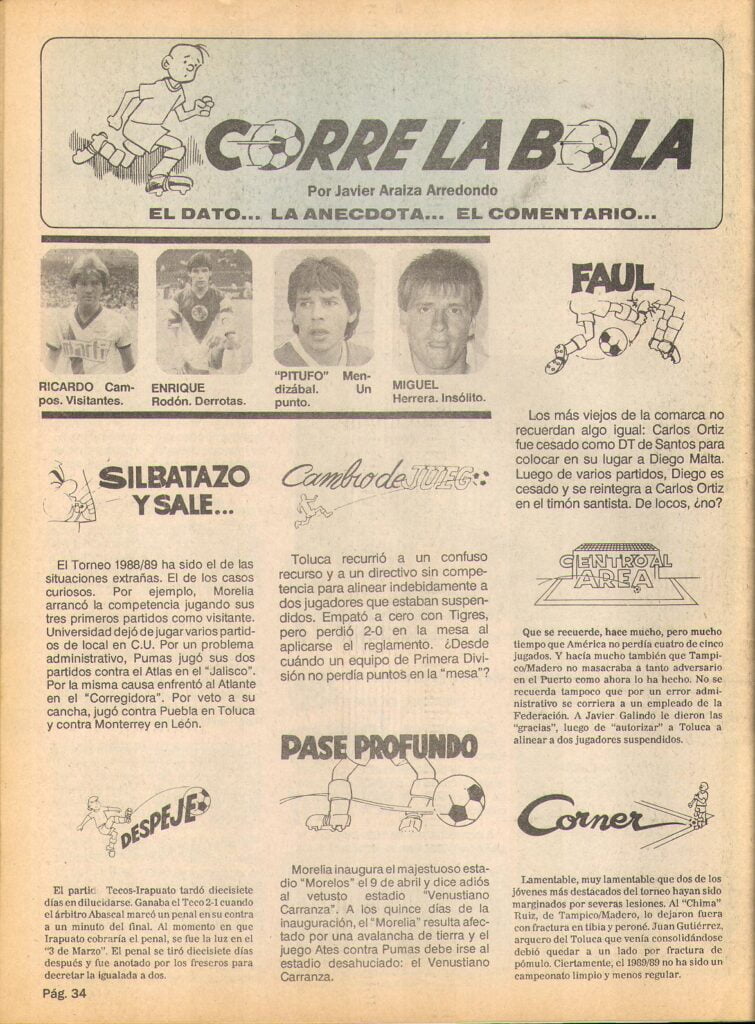 CORRE LA BOLA
Por Javier Araiza Arredondo
EL DATO... LA ANECDOTA... EL COMENTARIO...
RICARDO Cam-
pos. Visitantes.
ENRIQUE
Rodón. Derrotas.
"PITUFO" Men-
dizábal. Un
punto.
MIGUEL
Herrera. Insólito.
SILBATAZO
Y SALE...
El Torneo 1988/89 ha sido el de las
situaciones extrañas. El de los casos
curiosos. Por ejemplo, Morelia
arrancó la competencia jugando sus
tres primeros partidos como visitante.
Universidad dejó de jugar varios partid-
os de local en C.U. Por un problema
administrativo, Pumas jugó sus dos
partidos contra el Atlas en el "Jalisco".
Por la misma causa enfrentó al Atlante
en el "Corregidora". Por veto a su
cancha, jugó contra Puebla en Toluca
y contra Monterrey en León.
DESPEJE
El partid Tecos-Irapuato tardó diecisiete
días en dilucidarse. Ganaba el Teco 2-1 cuando
el árbitro Abascal marcó un penal en su contra
a un minuto del final. Al momento en que
Irapuato cobraría el penal, se fue la luz en el
"3 de Marzo". El penal se tiró diecisiete días
después y fue anotado por los freseros para
decretar la igualada a dos.
Cambio de JUEGO
Toluca recurrió a un confuso
recurso y a un directivo sin compe-
tencia para alinear indebidamente a
dos jugadores que estaban suspen-
didos. Empató a cero con Tigres,
pero perdió 2-0 en la mesa al
aplicarse el reglamento. ¿Desde
cuándo un equipo de Primera Divi-
sión no perdía puntos en la "mesa"?
PASE PROFUNDO
Morelia inaugura el majestuoso esta-
dio "Morelos" el 9 de abril y dice adiós
al vetusto estadio "Venustiano
Carranza". A los quince días de la
inauguración, el "Morelia" resulta afec-
tado por una avalancha de tierra y el
juego Ates contra Pumas debe irse al
estadio desahuciado: el Venustiano
Carranza.
FAUL
Los más viejos de la comarca no
recuerdan algo igual: Carlos Ortiz
fue cesado como DT de Santos para
colocar en su lugar a Diego Malta.
Luego de varios partidos, Diego es
cesado y se reintegra a Carlos Ortiz
en el timón santista. De locos, ¿no?
CENTRO AL
AREA
Que se recuerde, hace mucho, pero mucho
tiempo que América no perdía cuatro de cinco
jugados. Y hacía mucho también que Tampi-
co/Madero no masacraba a tanto adversario
en el Puerto como ahora lo ha hecho. No se
recuerda tampoco que por un error admi-
nistrativo se corriera a un empleado de la
Federación. A Javier Galindo le dieron las
"gracias", luego de "autorizar" a Toluca a
alinear a dos jugadores suspendidos.
Corner
Lamentable, muy lamentable que dos de los
jóvenes más destacados del torneo hayan sido
marginados por severas lesiones. Al "Chima"
Ruiz, de Tampico/Madero, lo dejaron fuera
con fractura en tibia y peroné. Juan Gutiérrez,
arquero del Toluca que venía consolidándose
debió quedar a un lado por fractura de
pómulo. Ciertamente, el 1989/89 no ha sido un
campeonato limpio y menos regular.
Pág. 34